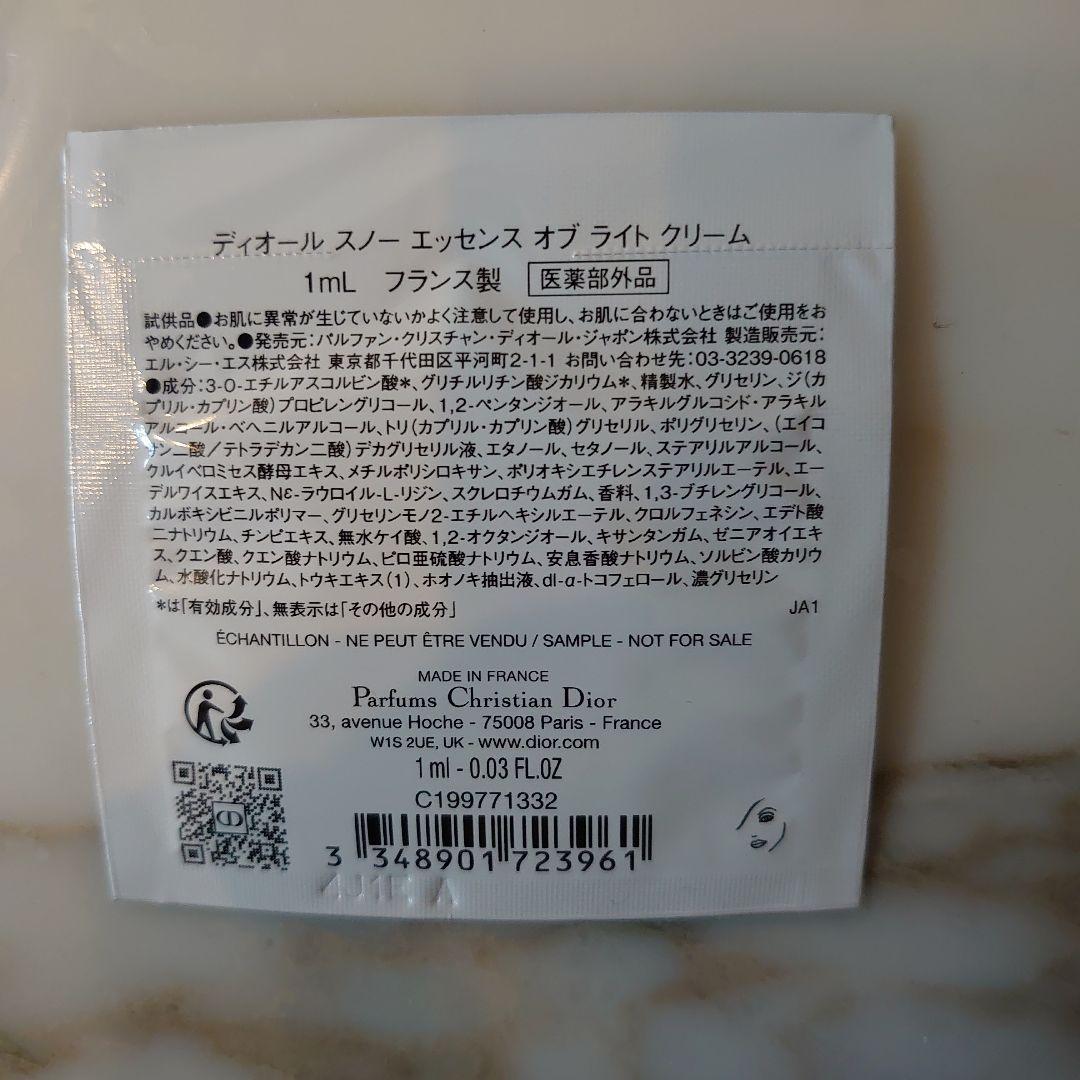 ディオール スノー エッセンス オブ ライト クリーム
1mL フランス製 医薬部外品
試供品●お肌に異常が生じていないかよく注意して使用し、お肌に合わないときはご使用をお
やめください。●発売元:パルファン・クリスチャン・ディオール・ジャポン株式会社 製造販売元:
エル・シー・エス株式会社 東京都千代田区平河町2-1-1 お問い合わせ先:03-3239-0618
●成分:3-O-エチルアスコルビン酸*、グリチルリチン酸ジカリウム*、精製水、グリセリン、ジ(カ
プリル・カプリン酸)プロピレングリコール、1,2-ペンタンジオール、アラキルグルコシド・アラキル
アルコール・ベヘニルアルコール、トリ(カプリル・カプリン酸)グリセリル、ポリグリセリン、(エイコ
サン二酸/テトラデカン二酸)デカグリセリル液、エタノール、セタノール、ステアリルアルコール、
クルイベロミセス酵母エキス、メチルポリシロキサン、ポリオキシエチレンステアリルエーテル、エー
デルワイスエキス、Nε-ラウロイル-L-リジン、スクレロチウムガム、香料、1,3-ブチレングリコール、
カルボキシビニルポリマー、グリセリンモノ2-エチルヘキシルエーテル、クロルフェネシン、エデト酸
二ナトリウム、チンピエキス、無水ケイ酸、1,2-オクタンジオール、キサンタンガム、ゼニアオイエキ
ス、クエン酸、クエン酸ナトリウム、ピロ亜硫酸ナトリウム、安息香酸ナトリウム、ソルビン酸カリウ
ム、水酸化ナトリウム、トウキエキス(1)、ホオノキ抽出液、dl-α-トコフェロール、濃グリセリン
*は「有効成分」、無表示は「その他の成分」 JA1
ÉCHANTILLON - NE PEUT ÊTRE VENDU / SAMPLE - NOT FOR SALE
MADE IN FRANCE
Parfums Christian Dior
33, avenue Hoche - 75008 Paris - France
W1S 2UE, UK - www.dior.com
1 ml - 0.03 FL.OZ
C199771332
3 348901 723961